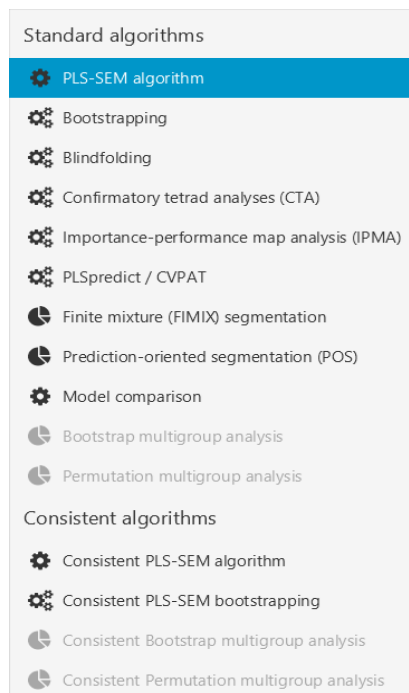 Standard algorithms
PLS-SEM algorithm
Bootstrapping
Blindfolding
Confirmatory tetrad analyses (CTA)
Importance-performance map analysis (IPMA)
PLSpredict / CVPAT
Finite mixture (FIMIX) segmentation
Prediction-oriented segmentation (POS)
Model comparison
Bootstrap multigroup analysis
Permutation multigroup analysis
Consistent algorithms
Consistent PLS-SEM algorithm
Consistent PLS-SEM bootstrapping
Consistent Bootstrap multigroup analysis
Consistent Permutation multigroup analysis